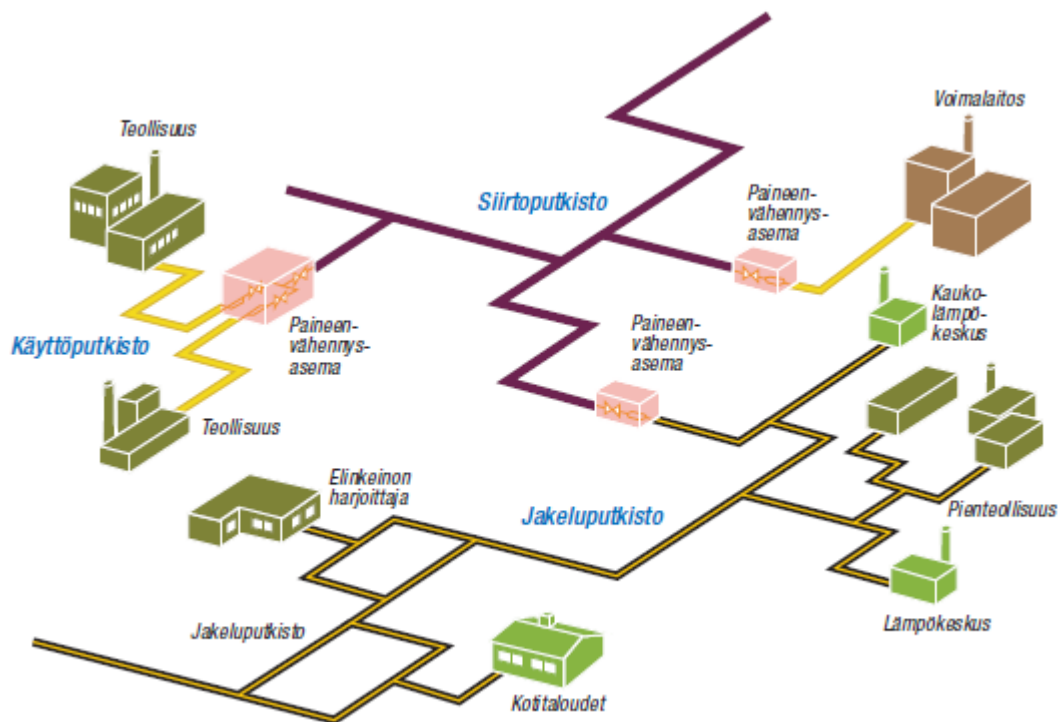 Voimalaitos
Teollisuus
Siirtoputkisto
Paineen-
vähennys-
asema
Kauko-
lämpö-
keskus
Käyttöputkisto
Paineen-
vähennys-
asema
Paineen-
vähennys-
asema
Teollisuus
Elinkeinon
harjoittaja
Jakeluputkisto
Pienteollisuus
Jakeluputkisto
Lämpökeskus
Kotitaloudet